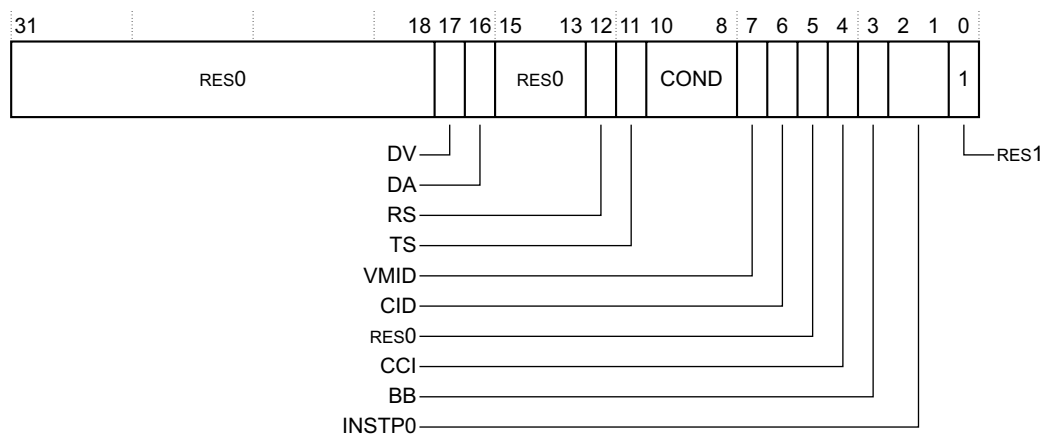 31 18 17 16 15 13 12 11 10 8 7 6 5 4 3 2 1 0
RES0 RES0 COND 1
DV RES1
DA
RS
TS
VMID
CID
RES0
CCI
BB
INSTP0